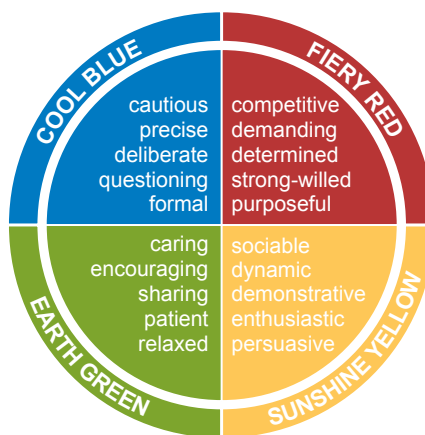 COOL BLUE
cautious
precise
deliberate
questioning
formal
FIERY RED
competitive
demanding
determined
strong-willed
purposeful
EARTH GREEN
caring
encouraging
sharing
patient
relaxed
SUNSHINE YELLOW
sociable
dynamic
demonstrative
enthusiastic
persuasive